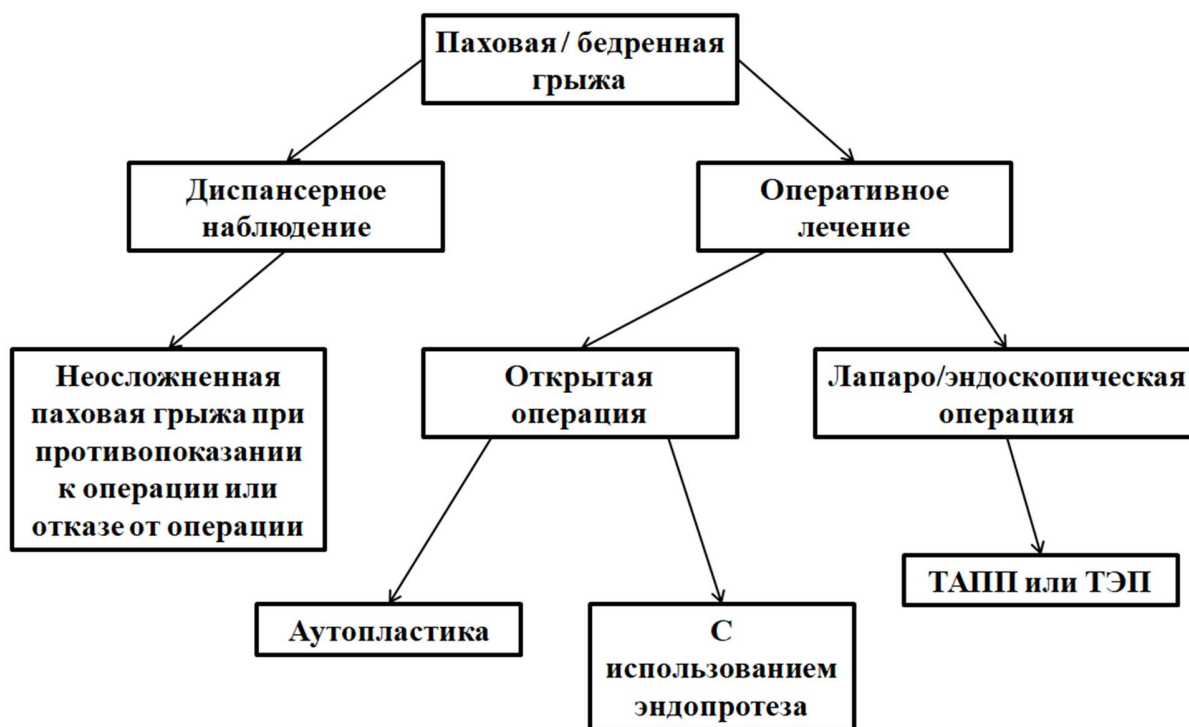 Паховая / бедренная
грыжа
Диспансерное
наблюдение
Оперативное
лечение
Неосложненная
паховая грыжа при
противопоказании
к операции или
отказе от операции
Открытая
операция
Лапаро/эндоскопическая
операция
Аутопластика
С
использованием
эндопротеза
ТАПП или ТЭП